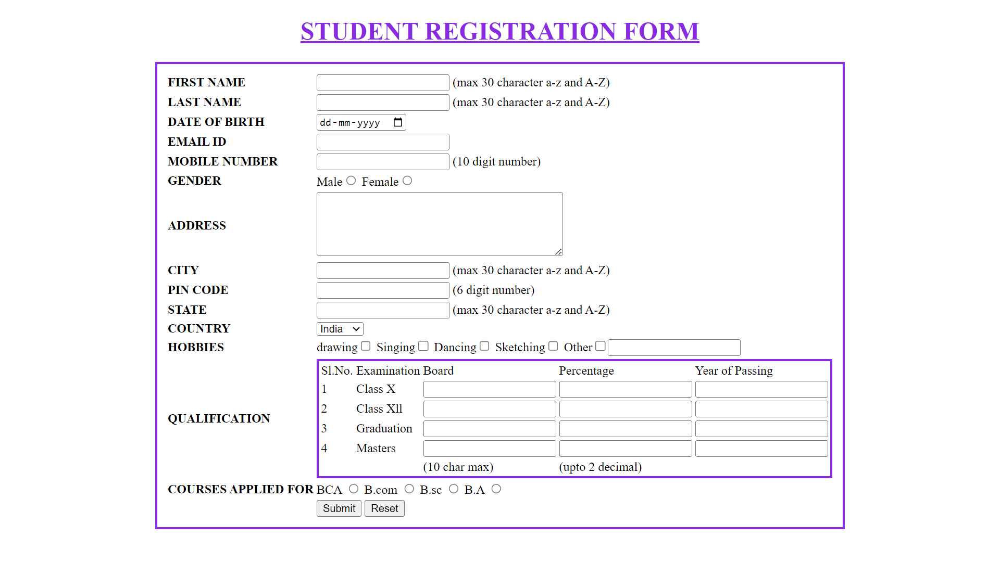 STUDENT REGISTRATION FORM
FIRST NAME (max 30 character a-z and A-Z)
LAST NAME (max 30 character a-z and A-Z)
DATE OF BIRTH dd-mm-yyyy
EMAIL ID
MOBILE NUMBER (10 digit number)
GENDER Male Female
ADDRESS
CITY (max 30 character a-z and A-Z)
PIN CODE (6 digit number)
STATE (max 30 character a-z and A-Z)
COUNTRY India
HOBBIES drawing Singing Dancing Sketching Other
QUALIFICATION
Sl.No. Examination Board Percentage Year of Passing
1 Class X
2 Class Xll
3 Graduation
4 Masters
(10 char max) (upto 2 decimal)
COURSES APPLIED FOR BCA B.com B.sc B.A
Submit Reset